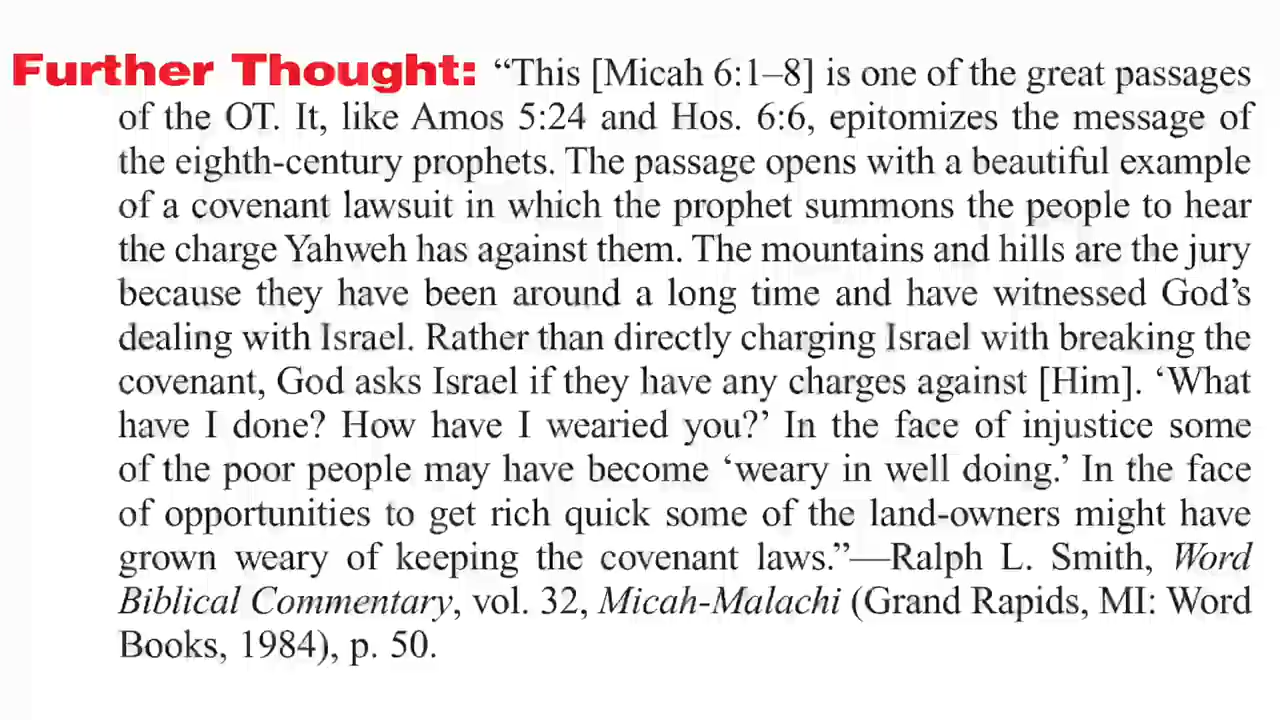 Further Thought: “This [Micah 6:1–8] is one of the great passages
of the OT. It, like Amos 5:24 and Hos. 6:6, epitomizes the message of
the eighth-century prophets. The passage opens with a beautiful example
of a covenant lawsuit in which the prophet summons the people to hear
the charge Yahweh has against them. The mountains and hills are the jury
because they have been around a long time and have witnessed God’s
dealing with Israel. Rather than directly charging Israel with breaking the
covenant, God asks Israel if they have any charges against [Him]. ‘What
have I done? How have I wearied you?’ In the face of injustice some
of the poor people may have become ‘weary in well doing.’ In the face
of opportunities to get rich quick some of the land-owners might have
grown weary of keeping the covenant laws.”—Ralph L. Smith, Word
Biblical Commentary, vol. 32, Micah-Malachi (Grand Rapids, MI: Word
Books, 1984), p. 50.